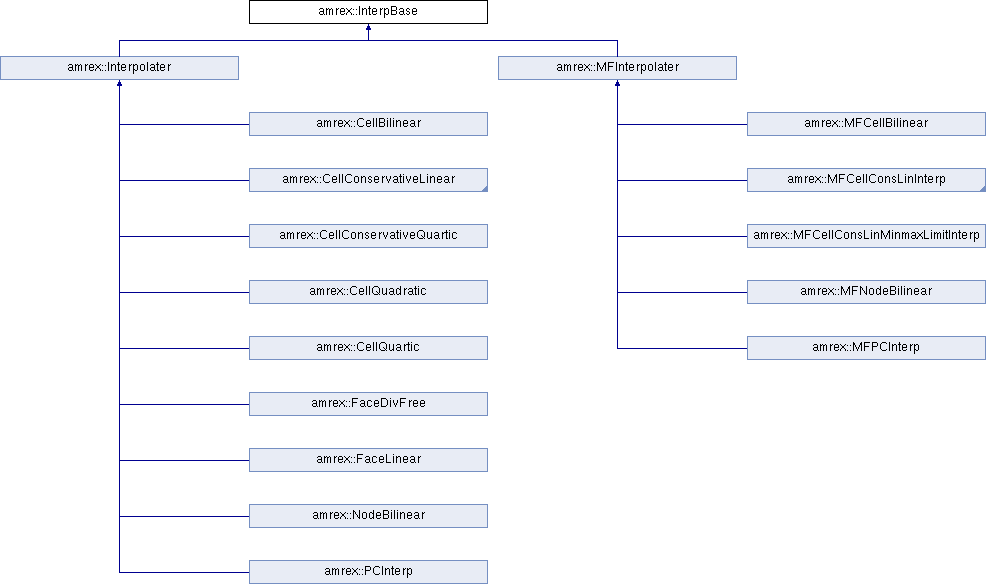 amrex::InterpBase
amrex::Interpolater
amrex::MFInterpolater
amrex::CellBilinear
amrex::MFCellBilinear
amrex::CellConservativeLinear
amrex::MFCellConsLinInterp
amrex::CellConservativeQuartic
amrex::MFCellConsLinMinmaxLimitInterp
amrex::CellQuadratic
amrex::MFNodeBilinear
amrex::CellQuartic
amrex::MFPCInterp
amrex::FaceDivFree
amrex::FaceLinear
amrex::NodeBilinear
amrex::PCInterp